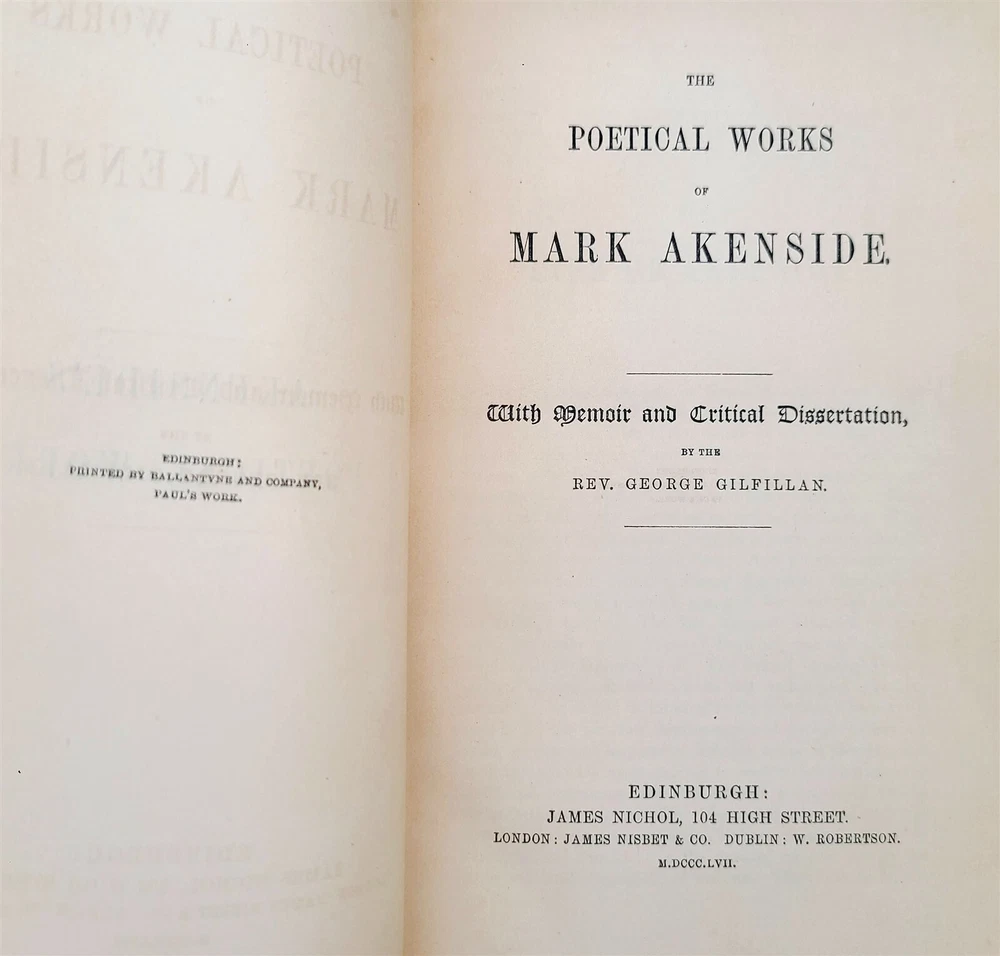 EDINBURGH:
PRINTED BY BALLANTYNE AND COMPANY,
PAUL'S WORK.
THE
POETICAL WORKS
OF
MARK AKENSIDE.
With Memoir and Critical Dissertation,
BY THE
REV. GEORGE GILFILLAN.
EDINBURGH:
JAMES NICHOL, 104 HIGH STREET.
LONDON: JAMES NISBET & CO. DUBLIN: W. ROBERTSON.
M.DCCC.LVII.